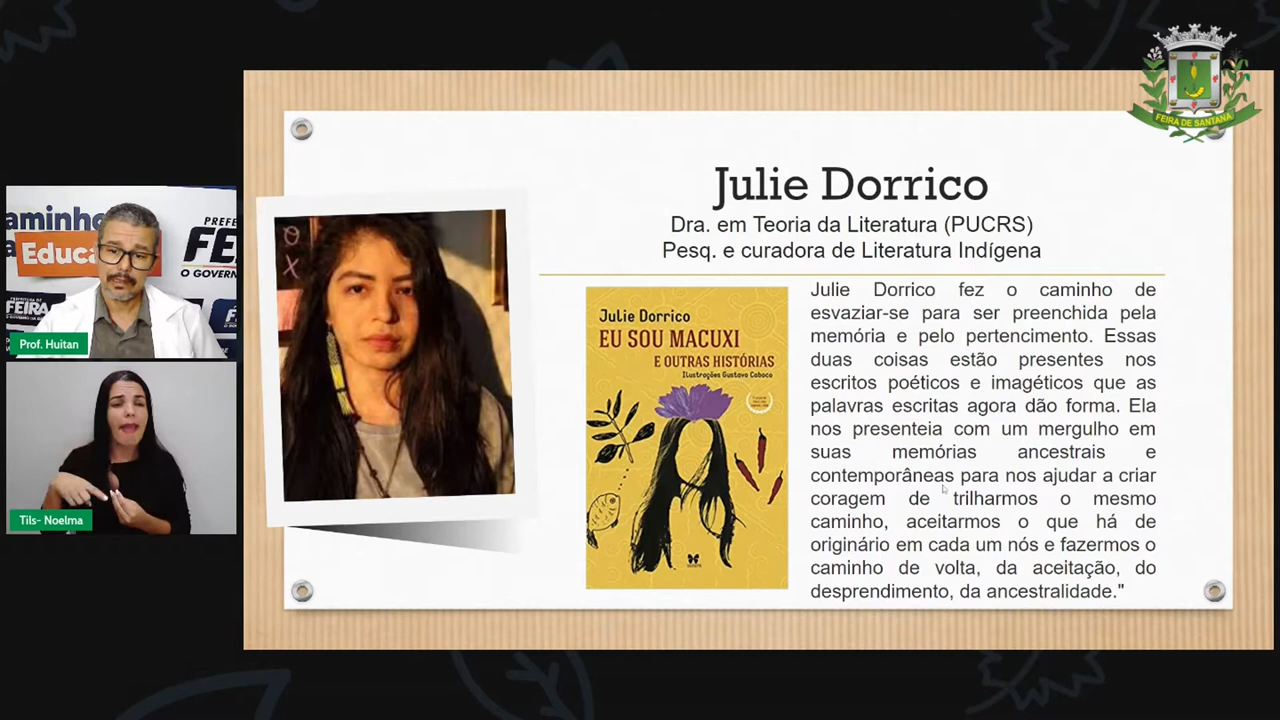 FEIRA DE SANTANA
Julie Dorrico
Dra. em Teoria da Literatura (PUCRS)
Pesq. e curadora de Literatura Indígena
Julie Dorrico fez o caminho de
esvaziar-se para ser preenchida pela
memória e pelo pertencimento. Essas
duas coisas estão presentes nos
escritos poéticos e imagéticos que as
palavras escritas agora dão forma. Ela
nos presenteia com um mergulho em
suas memórias ancestrais e
contemporâneas para nos ajudar a criar
coragem de trilharmos o mesmo
caminho, aceitarmos o que há de
originário em cada um nós e fazermos o
caminho de volta, da aceitação, do
desprendimento, da ancestralidade."
Julie Dorrico
EU SOU MACUXI
E OUTRAS HISTÓRIAS
Ilustrações Gustavo Caboco
O
X
aminho
Educa
PREFE
FE
O GOVERN
FEIRA
Prof. Huitan
Tils- Noelma